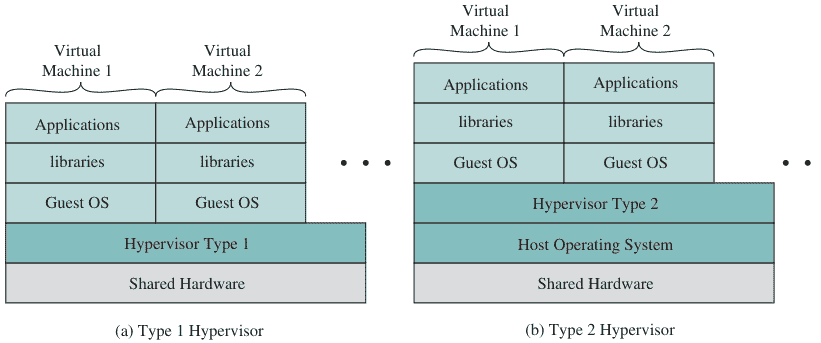 Virtual
Machine 1
Virtual
Machine 2
Applications
Applications
libraries
libraries
Guest OS
Guest OS
Hypervisor Type 1
Shared Hardware
(a) Type 1 Hypervisor
Virtual
Machine 1
Virtual
Machine 2
Applications
Applications
libraries
libraries
Guest OS
Guest OS
Hypervisor Type 2
Host Operating System
Shared Hardware
(b) Type 2 Hypervisor